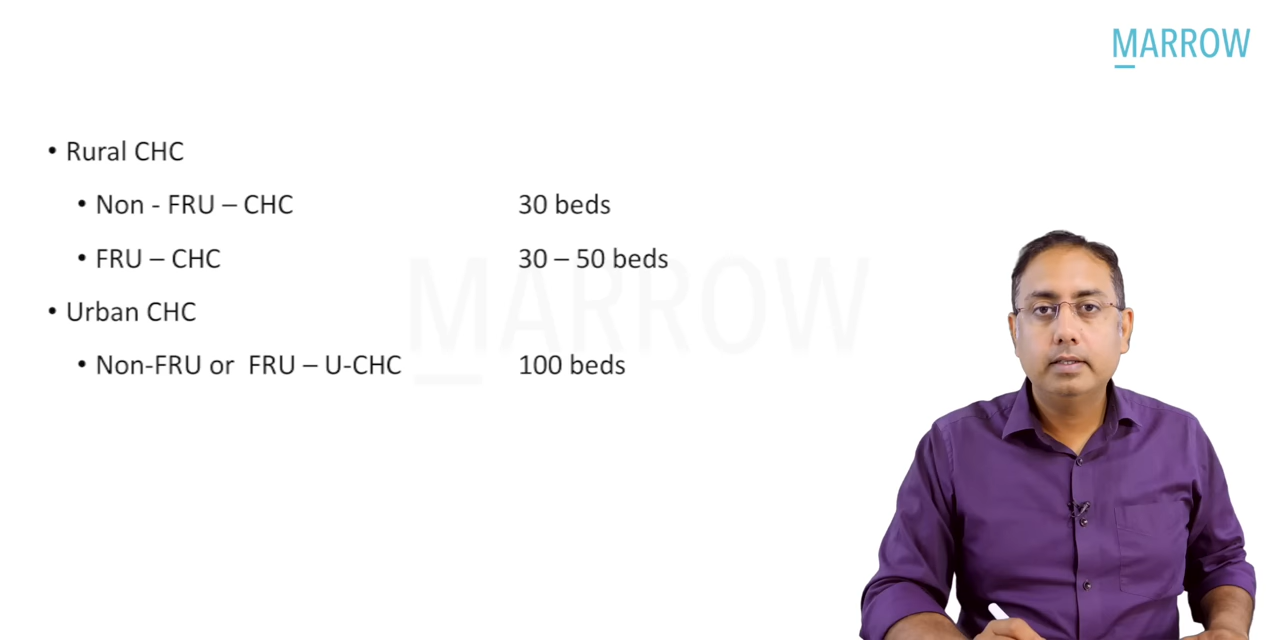 MARROW
• Rural CHC
• Non - FRU – CHC 30 beds
• FRU – CHC 30 – 50 beds
MARROW
• Urban CHC
• Non-FRU or FRU – U-CHC 100 beds